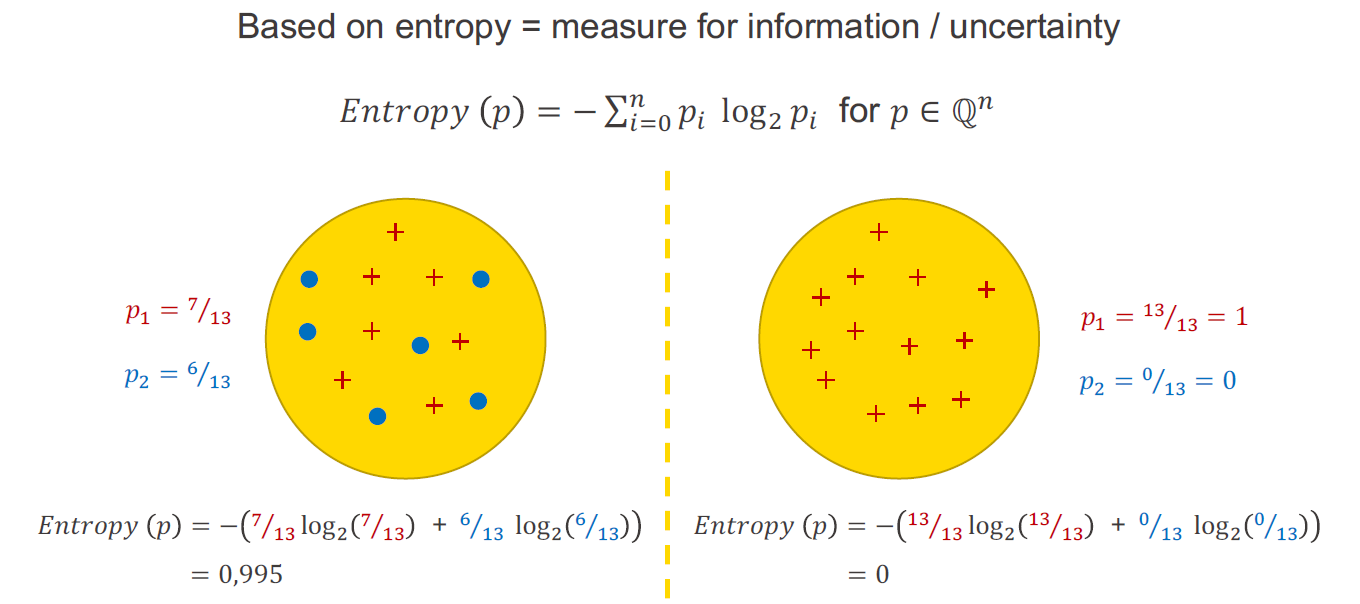 Based on entropy = measure for information / uncertainty
Entropy (p) = − ∑ⁿᵢ₌₀ pᵢ log₂ pᵢ for p ∈ ℚⁿ
p₁ = ⁷/₁₃
p₂ = ⁶/₁₃
p₁ = ¹³/₁₃ = 1
p₂ = ⁰/₁₃ = 0
Entropy (p) = −(⁷/₁₃ log₂(⁷/₁₃) + ⁶/₁₃ log₂(⁶/₁₃))
= 0,995
Entropy (p) = −(¹³/₁₃ log₂(¹³/₁₃) + ⁰/₁₃ log₂(⁰/₁₃))
= 0